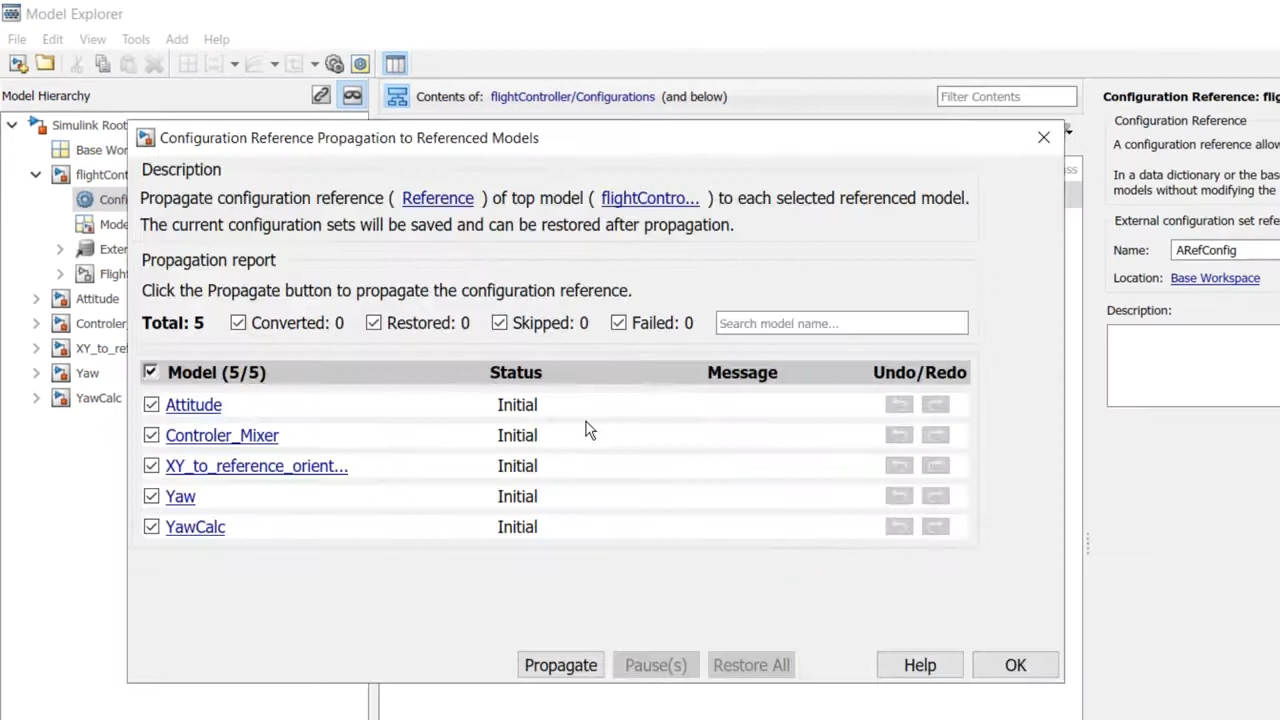 Model Explorer
File Edit View Tools Add Help
Model Hierarchy
Contents of: flightController/Configurations (and below)
Filter Contents
Simulink Root
Base Wor
flightCont
Confi
Mode
Exter
Flight
Attitude
Controler_
XY_to_ref
Yaw
YawCalc
Configuration Reference Propagation to Referenced Models
Description
Propagate configuration reference ( Reference ) of top model ( flightContro... ) to each selected referenced model.
The current configuration sets will be saved and can be restored after propagation.
Propagation report
Click the Propagate button to propagate the configuration reference.
Total: 5 Converted: 0 Restored: 0 Skipped: 0 Failed: 0 Search model name...
Model (5/5) Status Message Undo/Redo
Attitude Initial
Controler_Mixer Initial
XY_to_reference_orient... Initial
Yaw Initial
YawCalc Initial
Propagate Pause(s) Restore All Help OK
Configuration Reference: flig
Configuration Reference
A configuration reference allow
In a data dictionary or the base
models without modifying the
External configuration set refer
Name: ARefConfig
Location: Base Workspace
Description: